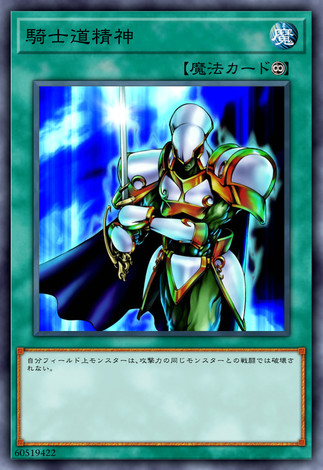 騎士道精神
魔
【魔法カード♾】
自分フィールド上モンスターは、攻撃力の同じモンスターとの戦闘では破壊さ
れない。
60519422